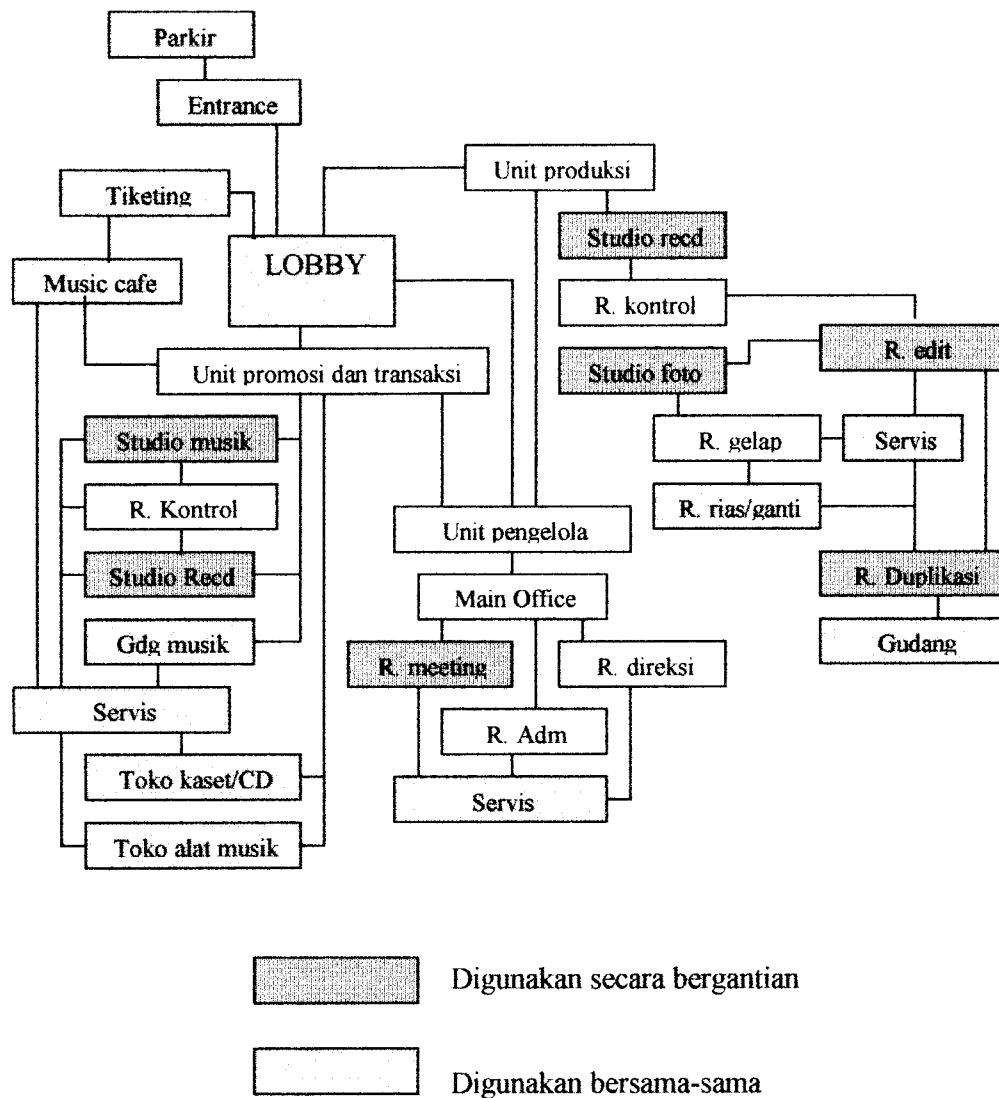 Parkir
Entrance
Unit produksi
Tiketing
Studio recd
LOBBY
Music cafe
R. kontrol
R. edit
Unit promosi dan transaksi
Studio foto
Studio musik
R. gelap
Servis
R. Kontrol
R. rias/ganti
Unit pengelola
Studio Recd
R. Duplikasi
Main Office
Gdg musik
Gudang
R. meeting
R. direksi
Servis
R. Adm
Toko kaset/CD
Servis
Toko alat musik
Digunakan secara bergantian
Digunakan bersama-sama